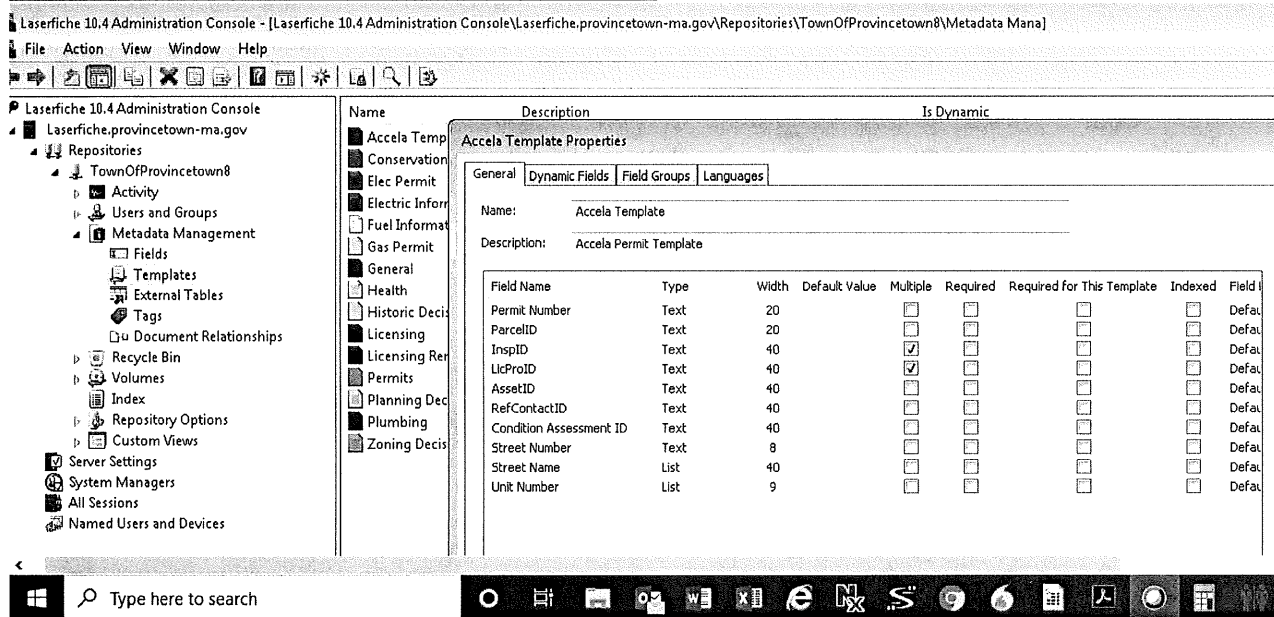 Laserfiche 10.4 Administration Console - [Laserfiche 10.4 Administration Console\Laserfiche.provincetown-ma.gov\Repositories\TownOfProvincetown8\Metadata Mana]
File Action View Window Help
Laserfiche 10.4 Administration Console
Laserfiche.provincetown-ma.gov
Repositories
TownOfProvincetown8
Activity
Users and Groups
Metadata Management
Fields
Templates
External Tables
Tags
Document Relationships
Recycle Bin
Volumes
Index
Repository Options
Custom Views
Server Settings
System Managers
All Sessions
Named Users and Devices
Name Description Is Dynamic
Accela Temp
Conservation
Elec Permit
Electric Inforr
Fuel Informat
Gas Permit
General
Health
Historic Decis
Licensing
Licensing Rer
Permits
Planning Dec
Plumbing
Zoning Decis
Accela Template Properties
General Dynamic Fields Field Groups Languages
Name: Accela Template
Description: Accela Permit Template
Field Name Type Width Default Value Multiple Required Required for This Template Indexed Field
Permit Number Text 20 Defau
ParcelID Text 20 Defau
InspID Text 40 Defau
LicProID Text 40 Defau
AssetID Text 40 Defau
RefContactID Text 40 Defau
Condition Assessment ID Text 40 Defau
Street Number Text 8 Defau
Street Name List 40 Defau
Unit Number List 9 Defau
Type here to search